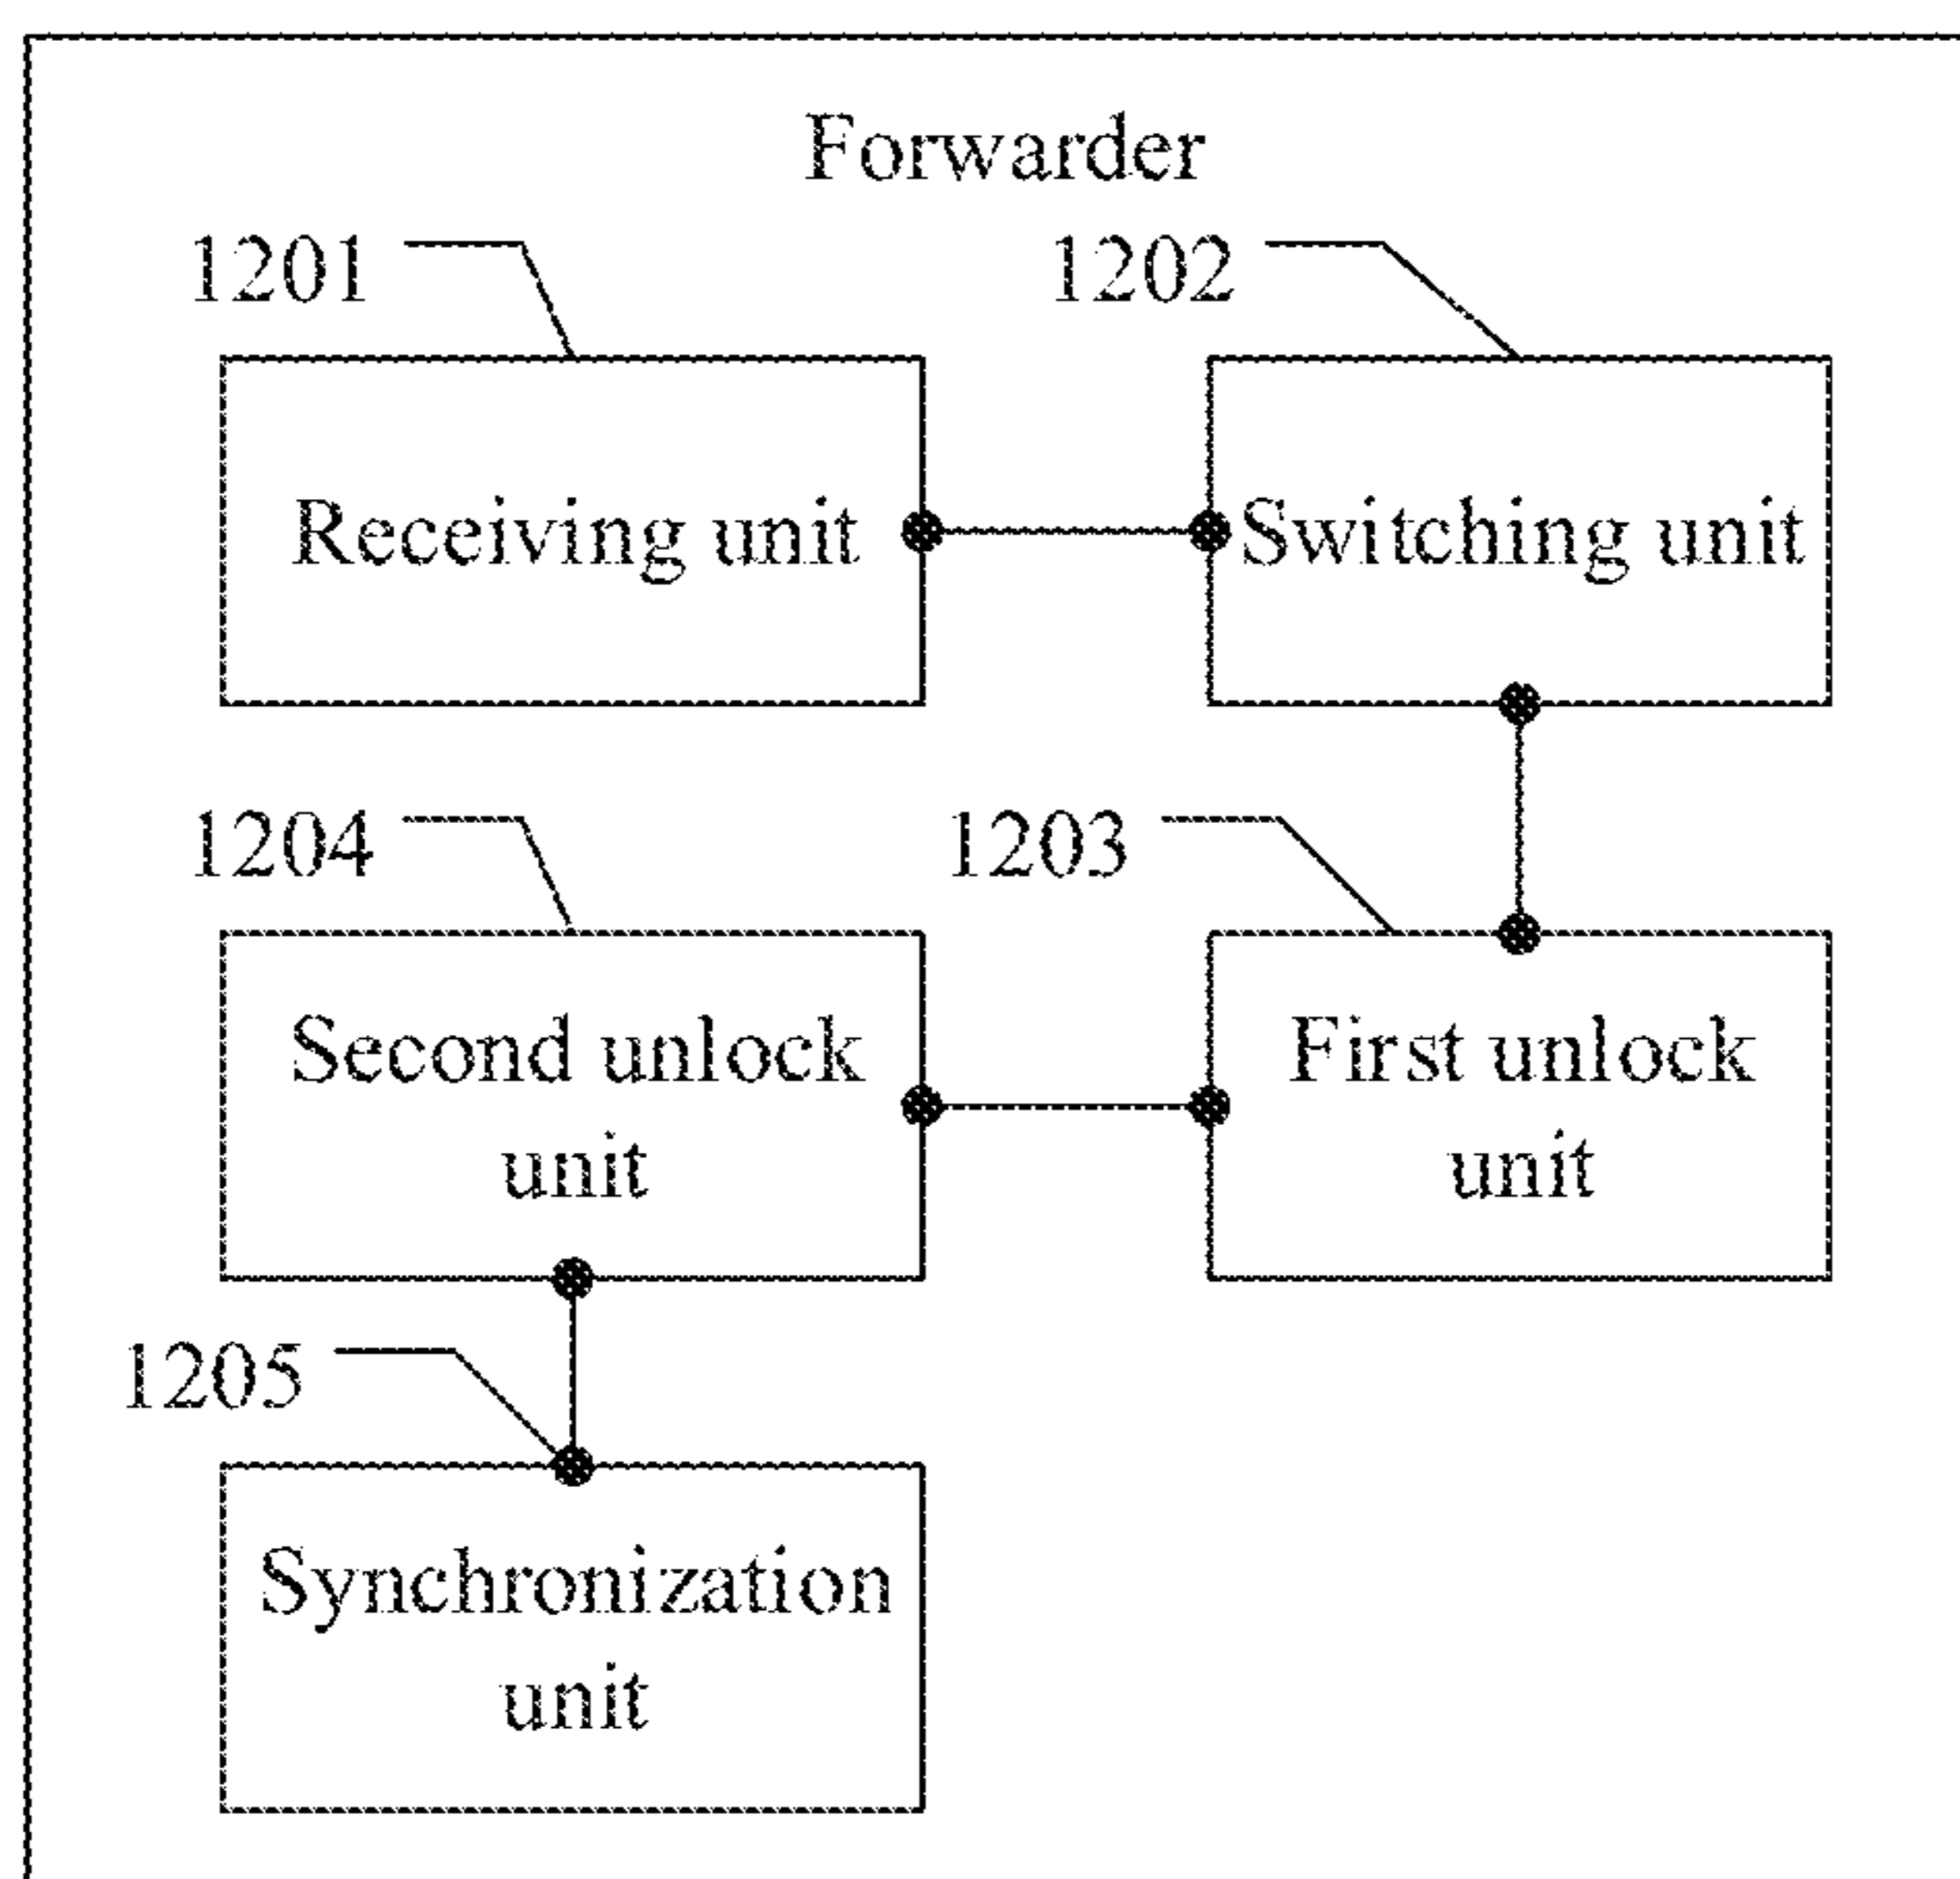 Forwarder
1201
1202
Receiving unit
Switching unit
1204
1203
Second unlock
unit
First unlock
unit
1205
Synchronization
unit